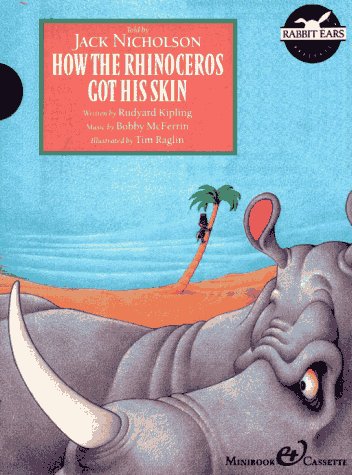 Told by
JACK NICHOLSON
HOW THE RHINOCEROS
GOT HIS SKIN
Written by Rudyard Kipling
Music by Bobby McFerrin
Illustrated by Tim Raglin
RABBIT EARS
MINIBOOK & CASSETTE